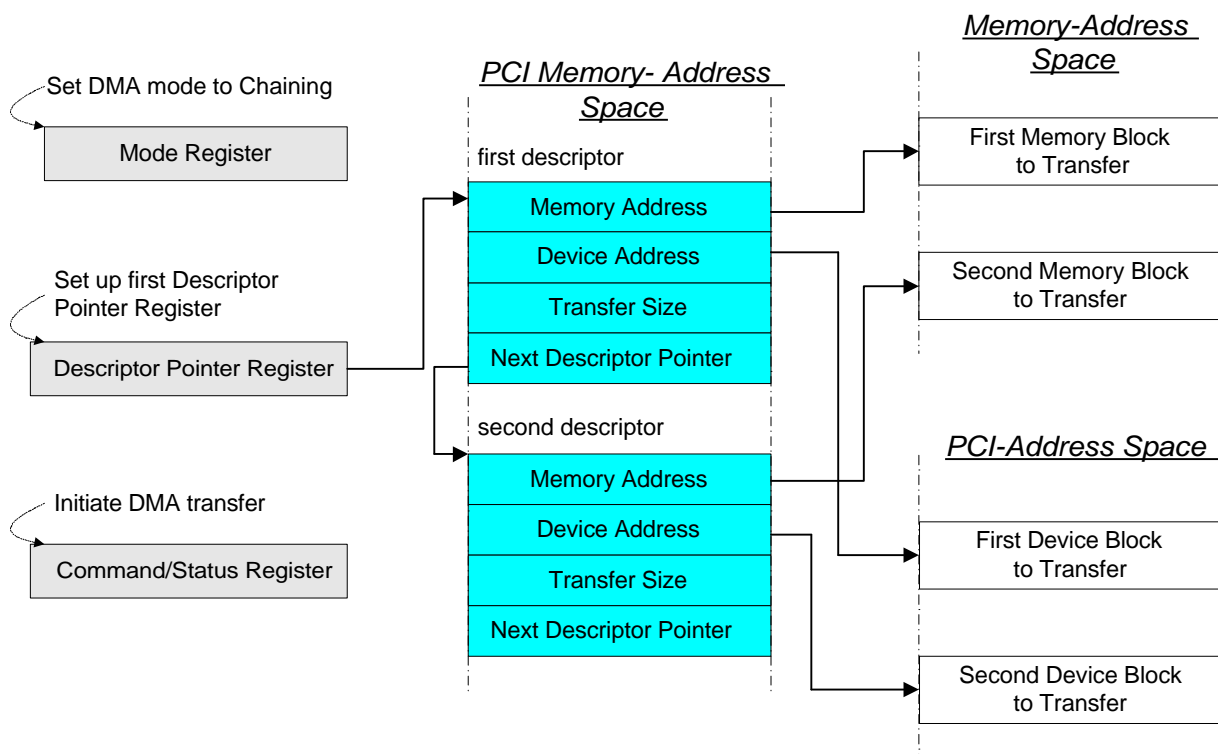 Set DMA mode to Chaining
Mode Register
Set up first Descriptor
Pointer Register
Descriptor Pointer Register
Initiate DMA transfer
Command/Status Register
PCI Memory- Address
Space
first descriptor
Memory Address
Device Address
Transfer Size
Next Descriptor Pointer
second descriptor
Memory Address
Device Address
Transfer Size
Next Descriptor Pointer
Memory-Address
Space
First Memory Block
to Transfer
Second Memory Block
to Transfer
PCI-Address Space
First Device Block
to Transfer
Second Device Block
to Transfer